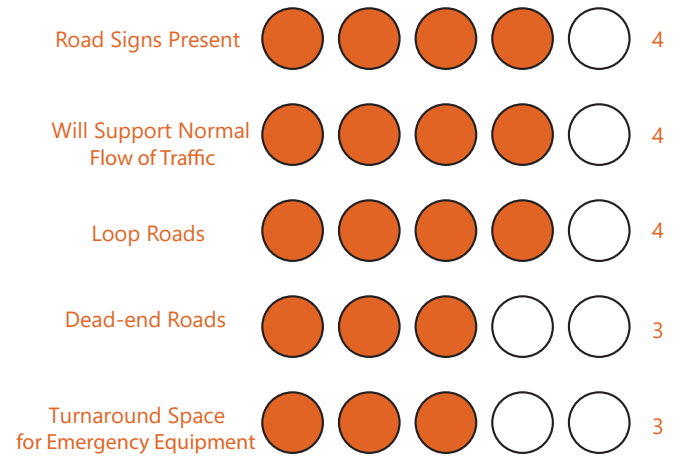 Road Signs Present 4
Will Support Normal
Flow of Traffic 4
Loop Roads 4
Dead-end Roads 3
Turnaround Space
for Emergency Equipment 3